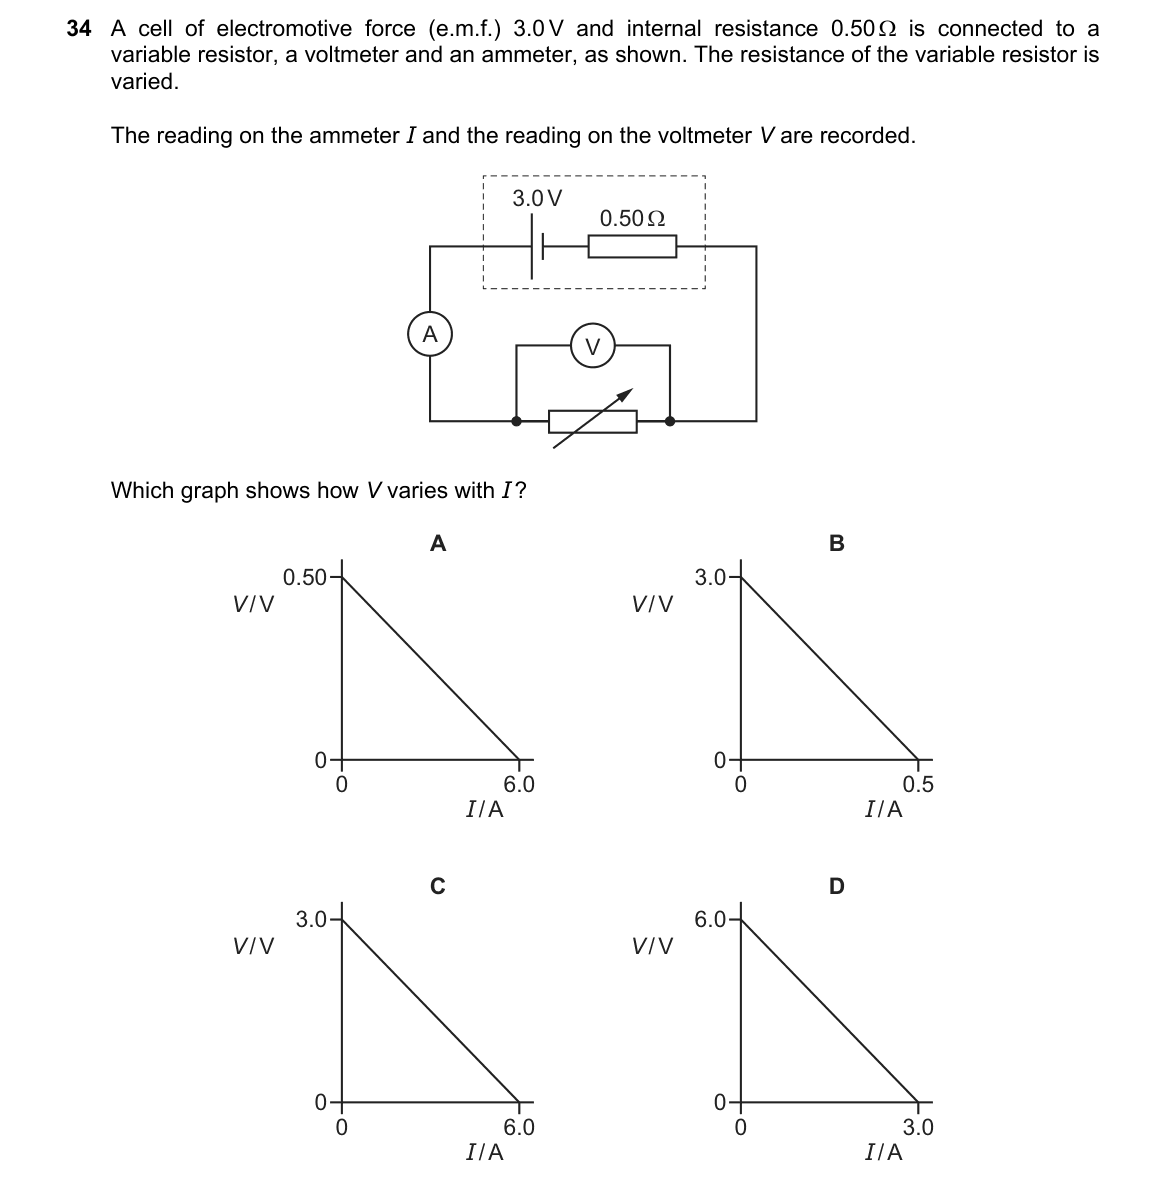 34 A cell of electromotive force (e.m.f.) 3.0 V and internal resistance 0.50 Ω is connected to a
variable resistor, a voltmeter and an ammeter, as shown. The resistance of the variable resistor is
varied.
The reading on the ammeter I and the reading on the voltmeter V are recorded.
3.0 V
0.50 Ω
A
V
Which graph shows how V varies with I?
A
0.50
V / V
0
0
6.0
I / A
B
3.0
V / V
0
0
0.5
I / A
C
3.0
V / V
0
0
6.0
I / A
D
6.0
V / V
0
0
3.0
I / A